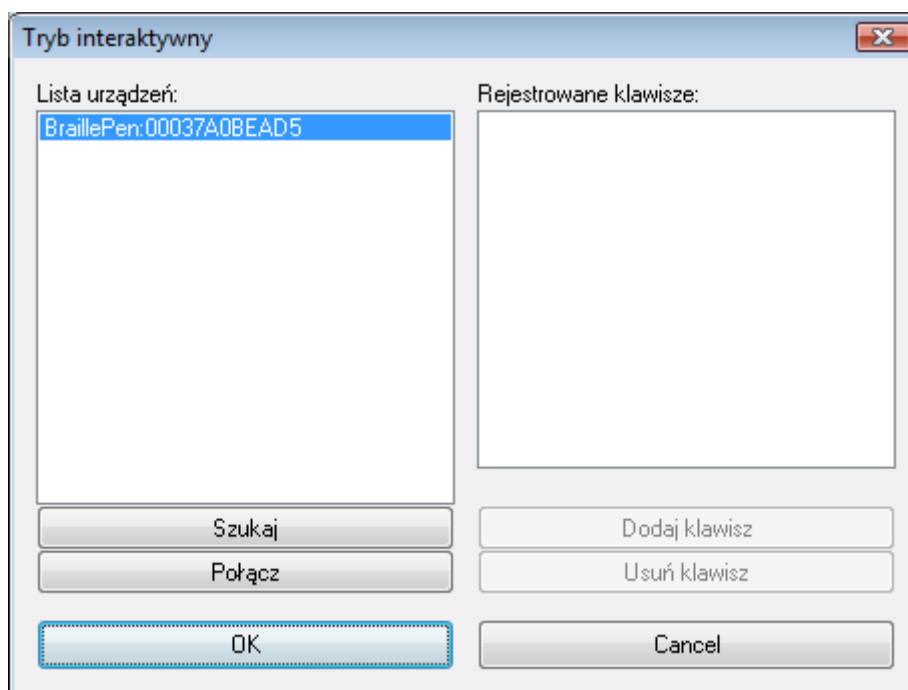 Tryb interaktywny
Lista urządzeń:
Rejestrowane klawisze:
BraillePen:00037A0BEAD5
Szukaj
Dodaj klawisz
Połącz
Usuń klawisz
OK
Cancel